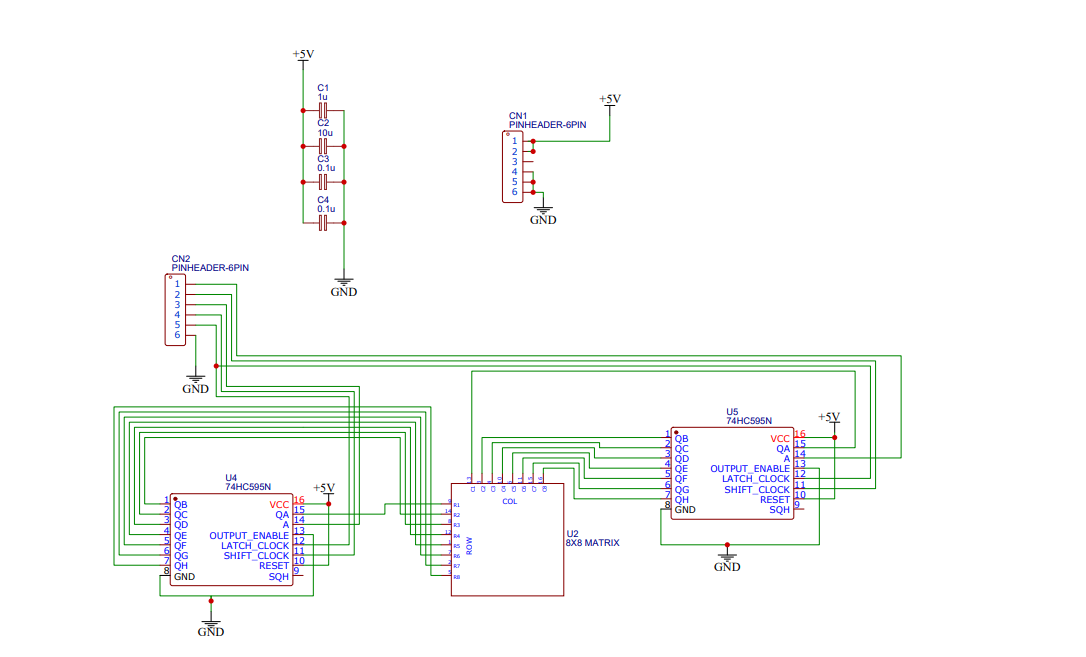 +5V
C1
1u
C2
10u
C3
0.1u
C4
0.1u
GND
+5V
CN1
PINHEADER-6PIN
1
2
3
4
5
6
GND
CN2
PINHEADER-6PIN
1
2
3
4
5
6
GND
U5
74HC595N
+5V
1 QB VCC 16
2 QC QA 15
3 QD A 14
4 QE OUTPUT_ENABLE 13
5 QF LATCH_CLOCK 12
6 QG SHIFT_CLOCK 11
7 QH RESET 10
8 GND SQH 9
GND
U4
74HC595N
+5V
1 QB VCC 16
2 QC QA 15
3 QD A 14
4 QE OUTPUT_ENABLE 13
5 QF LATCH_CLOCK 12
6 QG SHIFT_CLOCK 11
7 QH RESET 10
8 GND SQH 9
GND
C1 C2 C3 C4 C5 C6 C7 C8
COL
R1
R2
R3
R4
R5
R6
R7
R8
ROW
U2
8X8 MATRIX